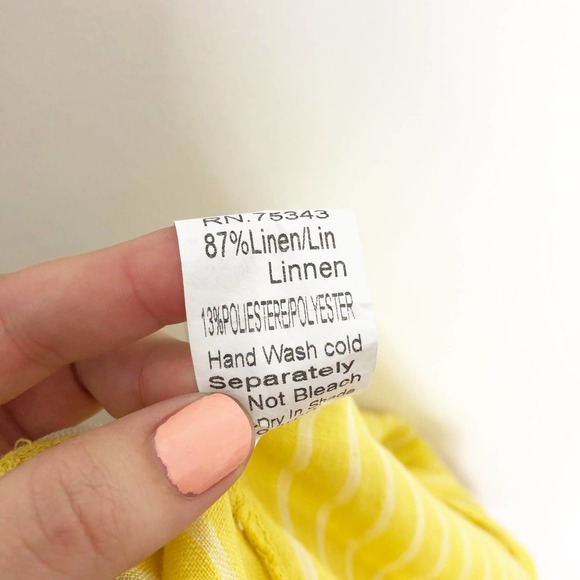 RN.75343
87%Linen/Lin
Linnen
13%POLIESTERE/POLYESTER
Hand Wash cold
Separately
Not Bleach
-Dry In Shade